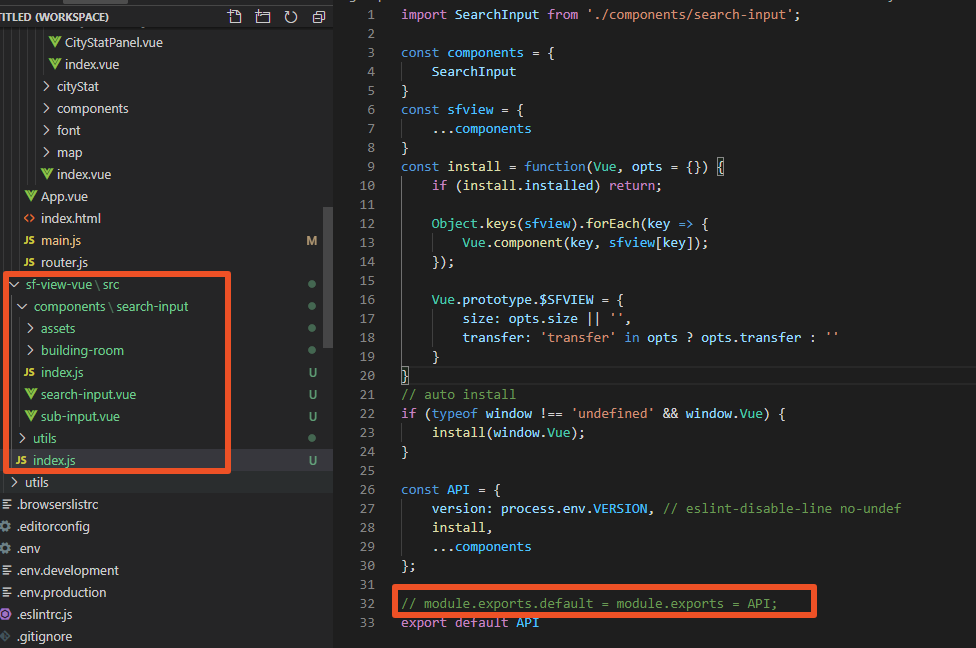 TITLED (WORKSPACE)
CityStatPanel.vue
index.vue
cityStat
components
font
map
index.vue
App.vue
<> index.html
JS main.js M
JS router.js
sf-view-vue \ src
components \ search-input
assets
building-room
JS index.js U
search-input.vue U
sub-input.vue U
utils
JS index.js U
utils
.browserslistrc
.editorconfig
.env
.env.development
.env.production
.eslintrc.js
.gitignore
1 import SearchInput from './components/search-input';
2
3 const components = {
4 SearchInput
5 }
6 const sfview = {
7 ...components
8 }
9 const install = function(Vue, opts = {}) {
10 if (install.installed) return;
11
12 Object.keys(sfview).forEach(key => {
13 Vue.component(key, sfview[key]);
14 });
15
16 Vue.prototype.$SFVIEW = {
17 size: opts.size || '',
18 transfer: 'transfer' in opts ? opts.transfer : ''
19 }
20 }
21 // auto install
22 if (typeof window !== 'undefined' && window.Vue) {
23 install(window.Vue);
24 }
25
26 const API = {
27 version: process.env.VERSION, // eslint-disable-line no-undef
28 install,
29 ...components
30 };
31
32 // module.exports.default = module.exports = API;
33 export default API